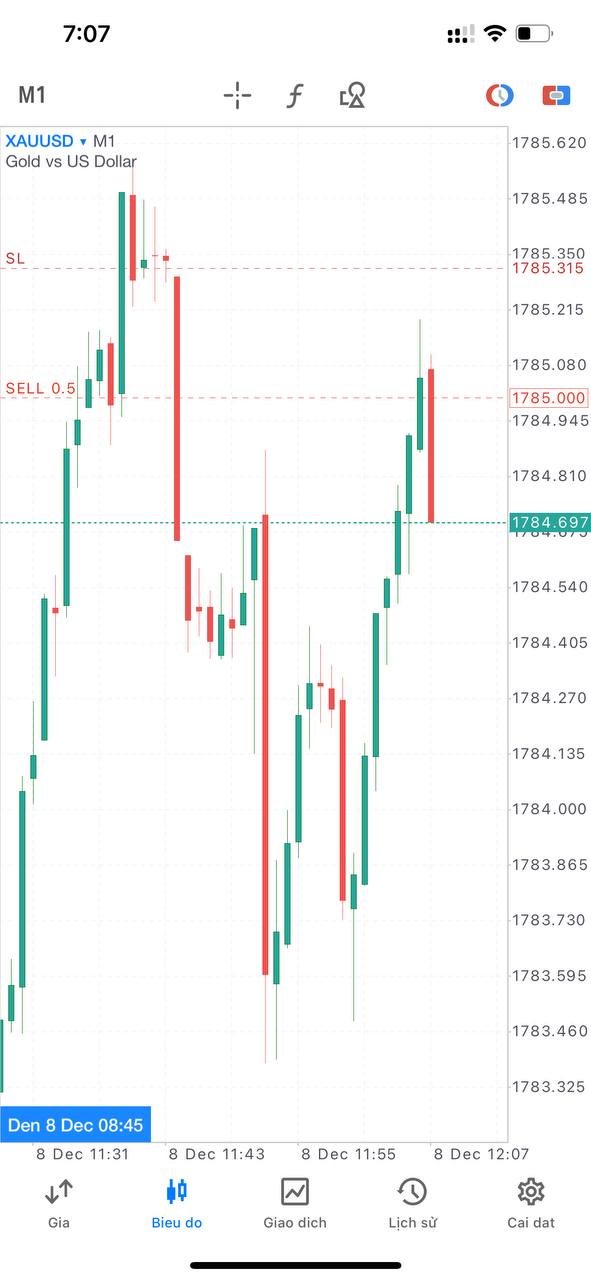 7:07
M1
XAUUSD ▾ M1
Gold vs US Dollar
1785.620
1785.485
1785.350
SL
1785.315
1785.215
1785.080
SELL 0.5
1785.000
1784.945
1784.810
1784.697
1784.675
1784.540
1784.405
1784.270
1784.135
1784.000
1783.865
1783.730
1783.595
1783.460
1783.325
Den 8 Dec 08:45
8 Dec 11:31
8 Dec 11:43
8 Dec 11:55
8 Dec 12:07
Gia
Bieu do
Giao dich
Lịch sử
Cai dat